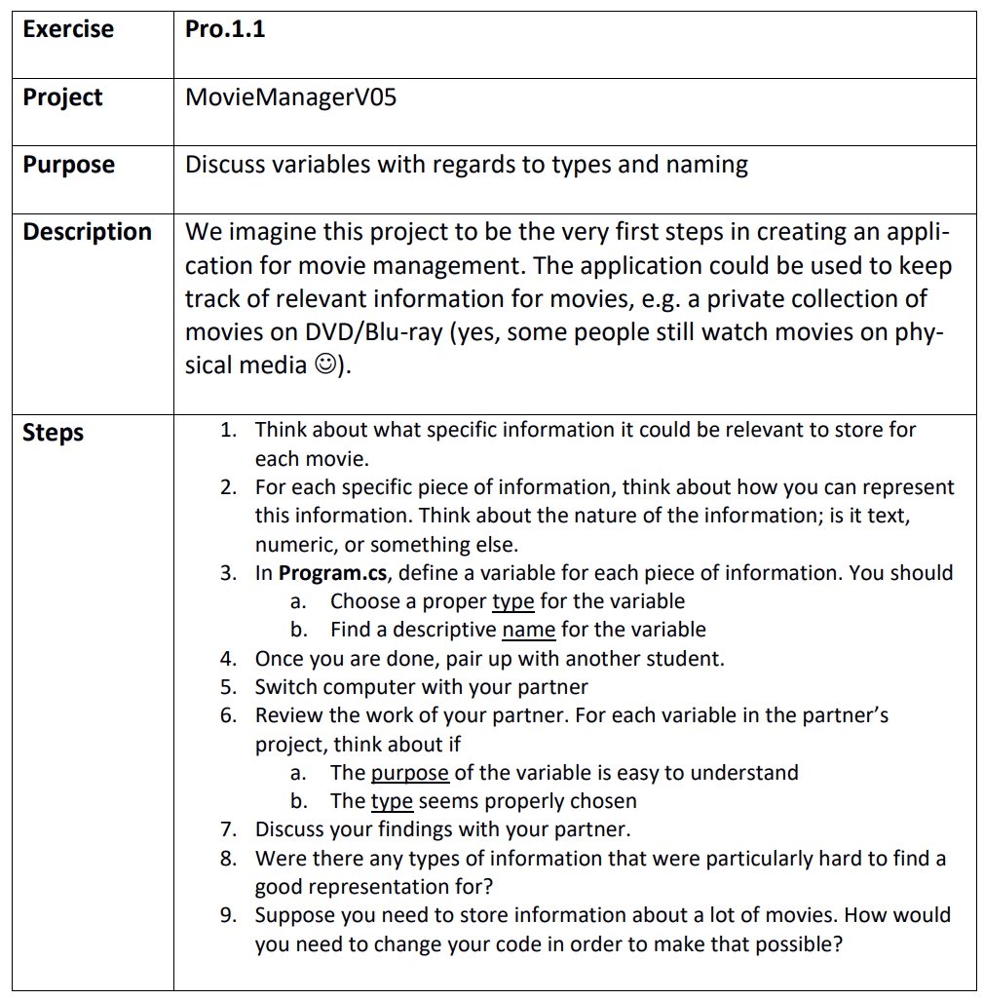 Exercise Pro.1.1
Project MovieManagerV05
Purpose Discuss variables with regards to types and naming
Description We imagine this project to be the very first steps in creating an appli-
cation for movie management. The application could be used to keep
track of relevant information for movies, e.g. a private collection of
movies on DVD/Blu-ray (yes, some people still watch movies on phy-
sical media ☺).
Steps 1. Think about what specific information it could be relevant to store for
each movie.
2. For each specific piece of information, think about how you can represent
this information. Think about the nature of the information; is it text,
numeric, or something else.
3. In Program.cs, define a variable for each piece of information. You should
a. Choose a proper type for the variable
b. Find a descriptive name for the variable
4. Once you are done, pair up with another student.
5. Switch computer with your partner
6. Review the work of your partner. For each variable in the partner’s
project, think about if
a. The purpose of the variable is easy to understand
b. The type seems properly chosen
7. Discuss your findings with your partner.
8. Were there any types of information that were particularly hard to find a
good representation for?
9. Suppose you need to store information about a lot of movies. How would
you need to change your code in order to make that possible?